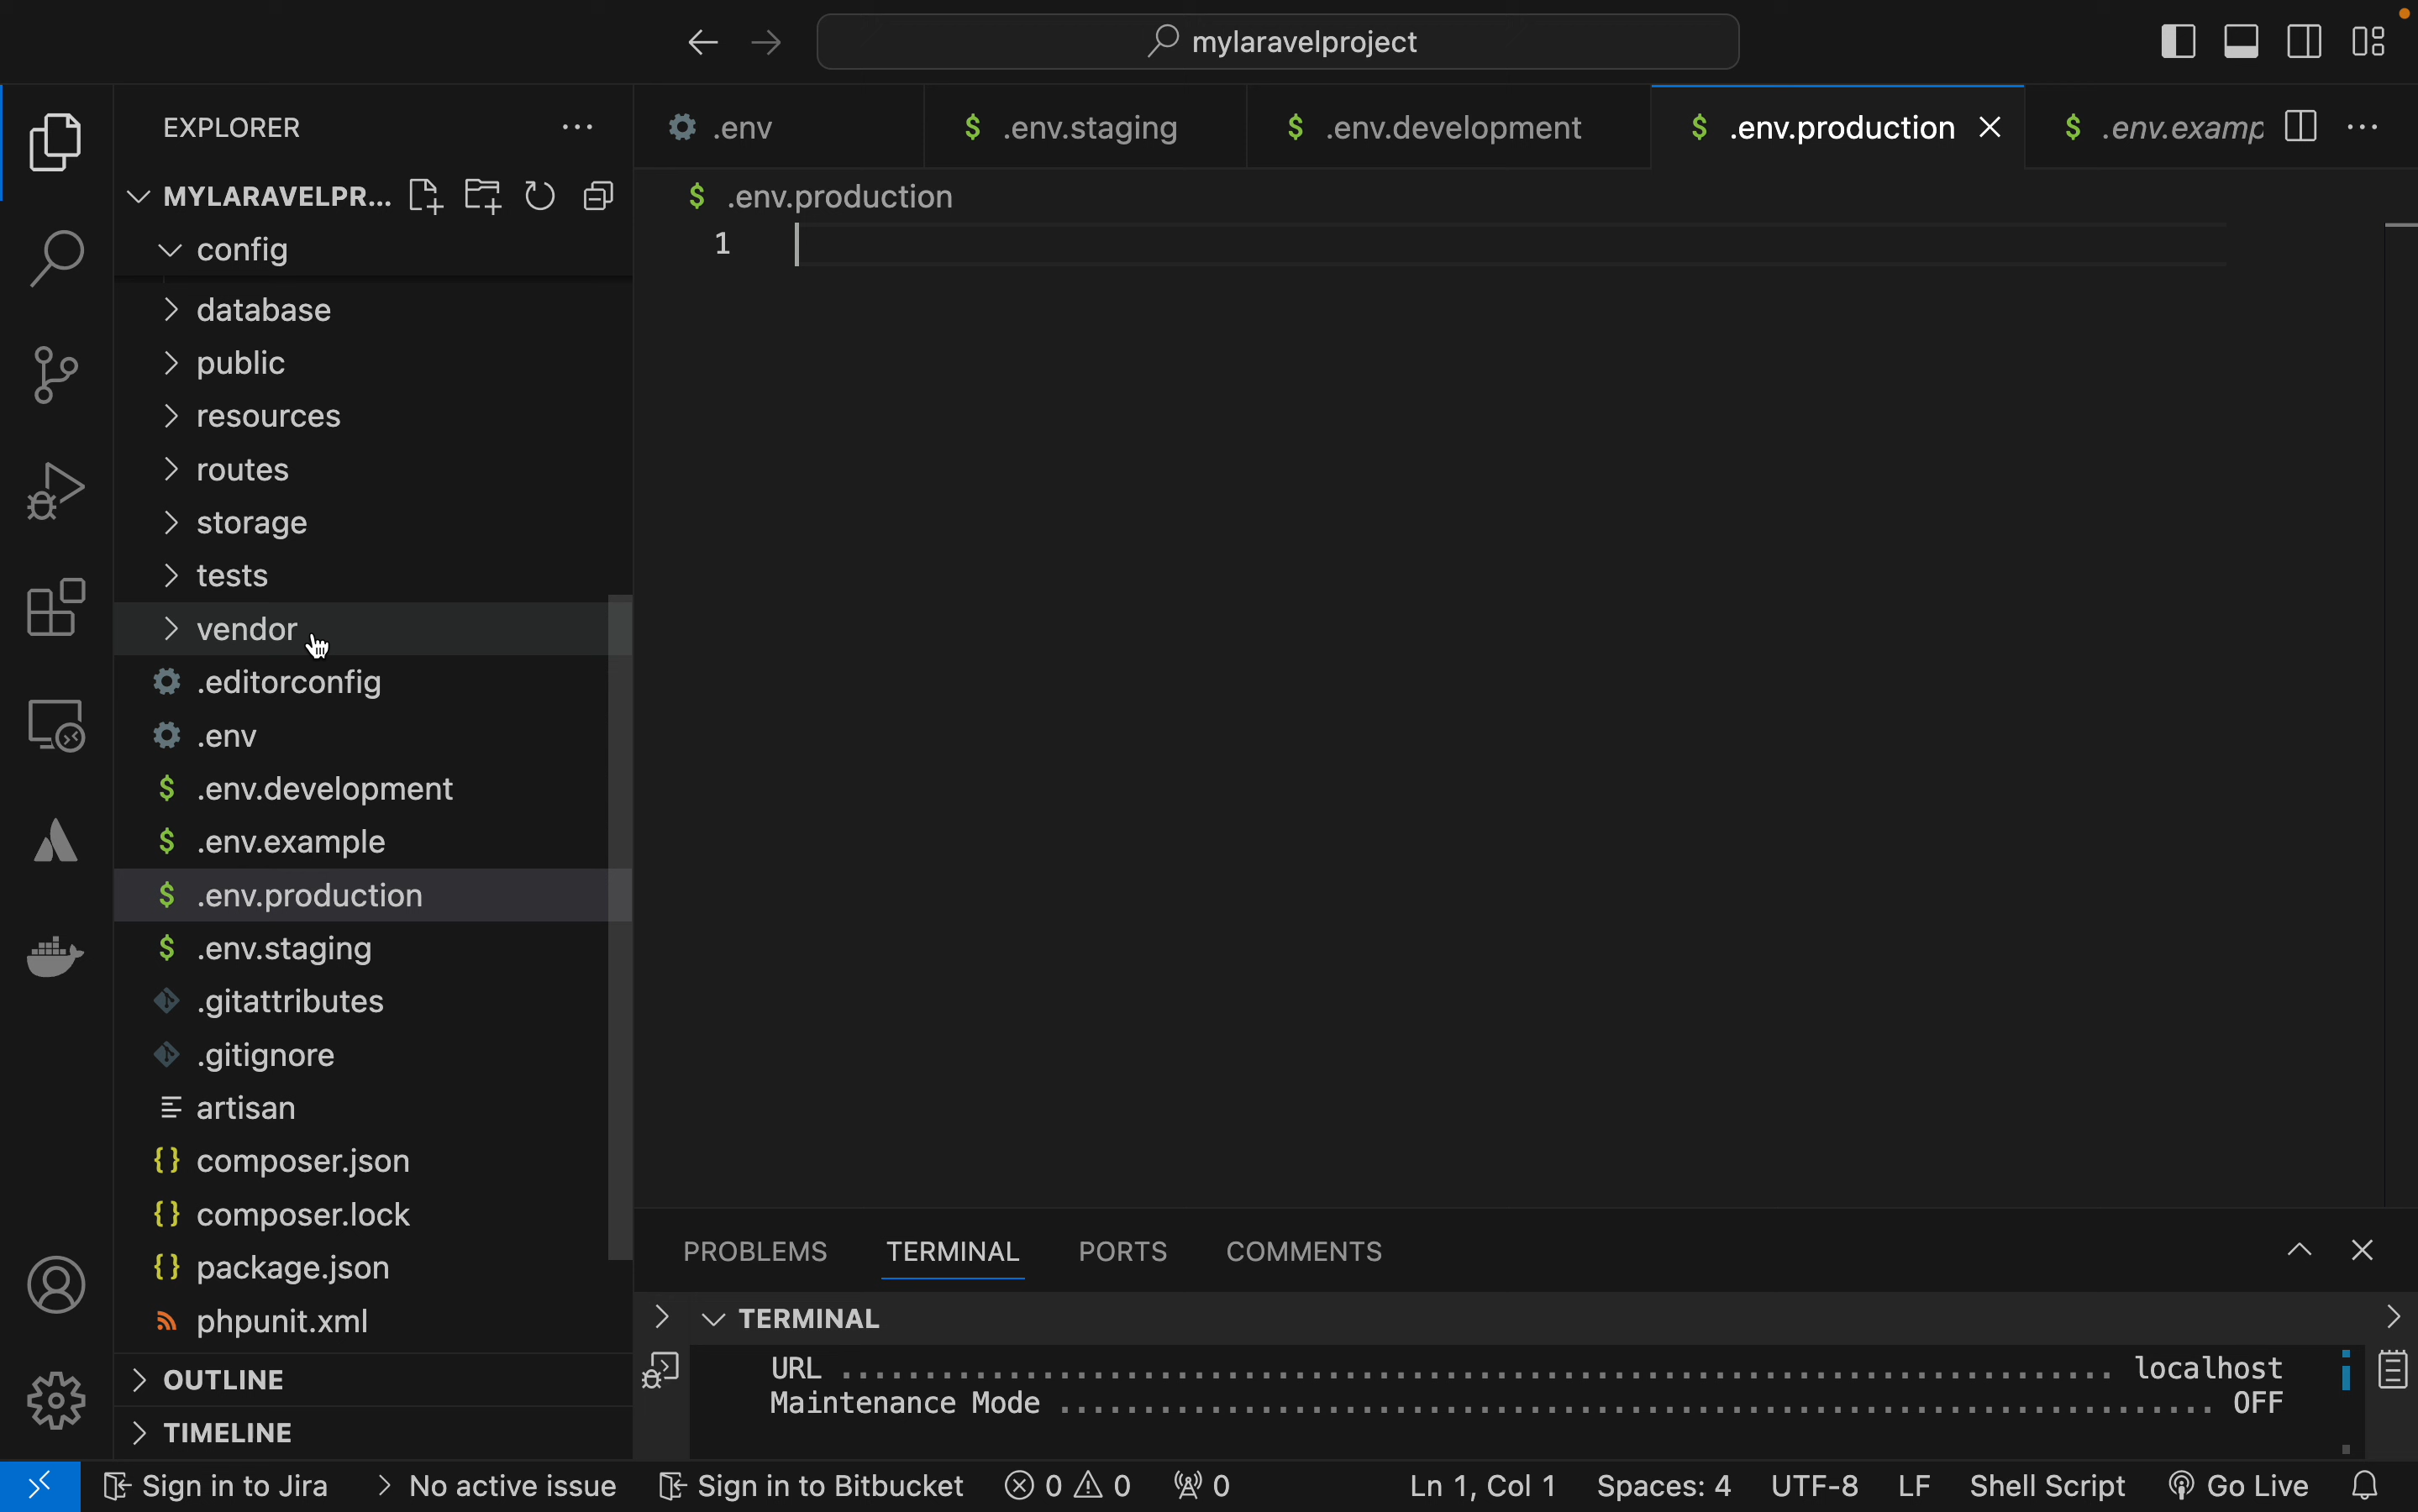 mylaravelproject
EXPLORER
.env
.env.staging
.env.development
.env.production
.env.examp
MYLARAVELPR...
.env.production
config
1
database
public
resources
routes
storage
tests
vendor
.editorconfig
.env
.env.development
.env.example
.env.production
.env.staging
.gitattributes
.gitignore
artisan
composer.json
composer.lock
package.json
phpunit.xml
OUTLINE
TIMELINE
PROBLEMS TERMINAL PORTS COMMENTS
TERMINAL
URL ............................................................................ localhost
Maintenance Mode ..................................................................... OFF
Sign in to Jira > No active issue Sign in to Bitbucket 0 0 0 Ln 1, Col 1 Spaces: 4 UTF-8 LF Shell Script Go Live